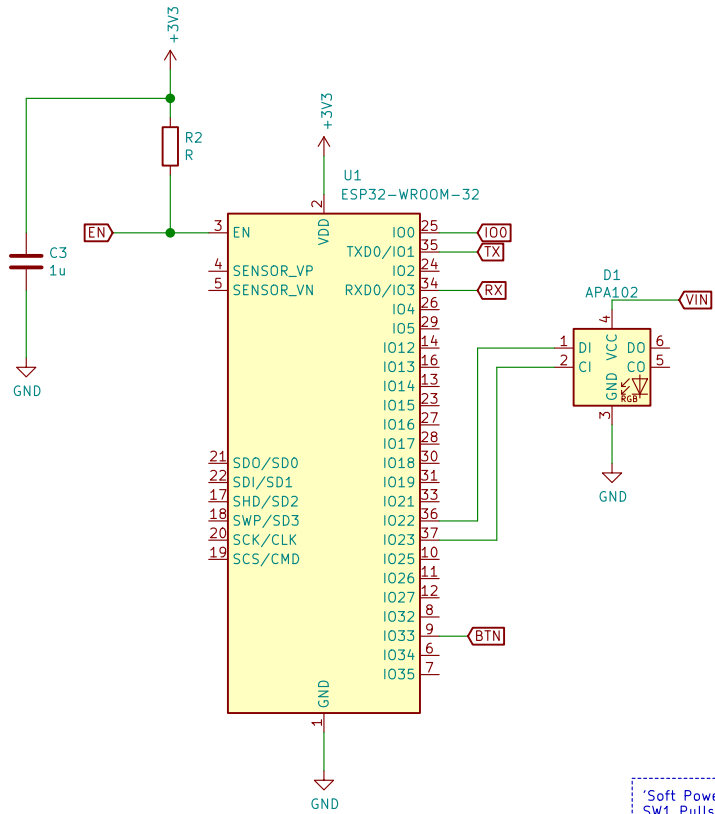 +3V3
R2
R
C3
1u
GND
EN
+3V3
U1
ESP32-WROOM-32
2
VDD
3 EN
4 SENSOR_VP
5 SENSOR_VN
21 SDO/SD0
22 SDI/SD1
17 SHD/SD2
18 SWP/SD3
20 SCK/CLK
19 SCS/CMD
IO0 25 IO0
TXD0/IO1 35 TX
IO2 24
RXD0/IO3 34 RX
IO4 26
IO5 29
IO12 14
IO13 16
IO14 13
IO15 23
IO16 27
IO17 28
IO18 30
IO19 31
IO21 33
IO22 36
IO23 37
IO25 10
IO26 11
IO27 12
IO32 8
IO33 9 BTN
IO34 6
IO35 7
GND
1
GND
D1
APA102
VIN
4
VCC
1 DI
2 CI
DO 6
CO 5
GND
RGB
3
GND
'Soft Powe
SW1 Pulls